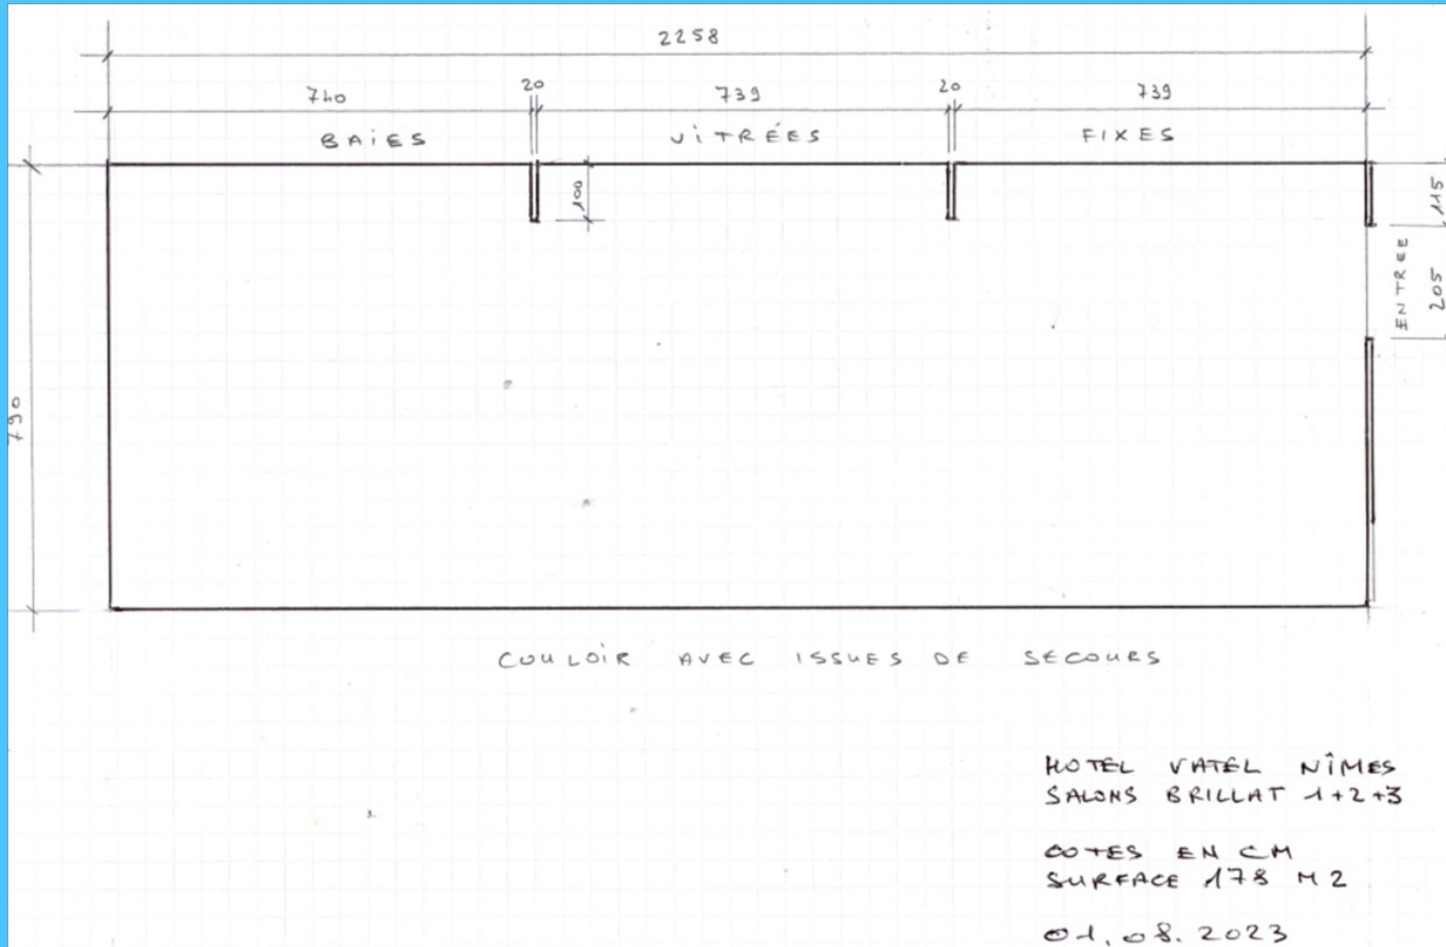 2258
740 20 739 20 739
BAIES VITRÉES FIXES
100
115
ENTREE
205
790
COULOIR AVEC ISSUES DE SECOURS
HOTEL VATEL NÎMES
SALONS BRILLAT 1+2+3
COTES EN CM
SURFACE 178 M2
01.08.2023